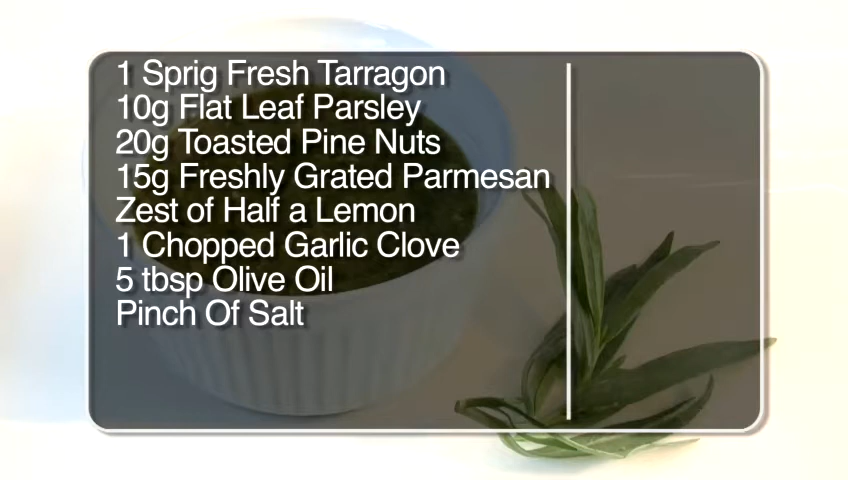 1 Sprig Fresh Tarragon
10g Flat Leaf Parsley
20g Toasted Pine Nuts
15g Freshly Grated Parmesan
Zest of Half a Lemon
1 Chopped Garlic Clove
5 tbsp Olive Oil
Pinch Of Salt